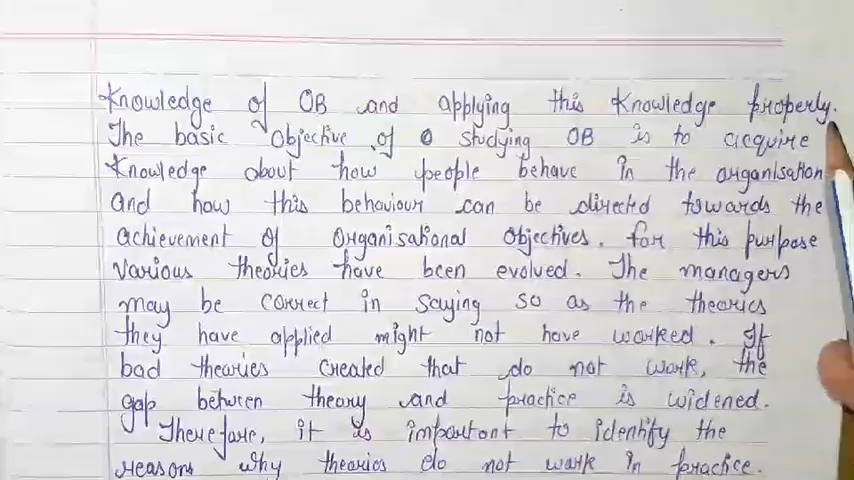 Knowledge of OB and applying this Knowledge properly.
The basic objective of studying OB is to acquire
Knowledge about how people behave in the organisation
and how this behaviour can be directed towards the
achievement of organisational objectives. for this purpose
various theories have been evolved. The managers
may be correct in saying so as the theories
they have applied might not have worked. If
bad theories created that do not work, the
gap between theory and practice is widened.
Therefore, it is important to identify the
reasons why theories do not work in practice.